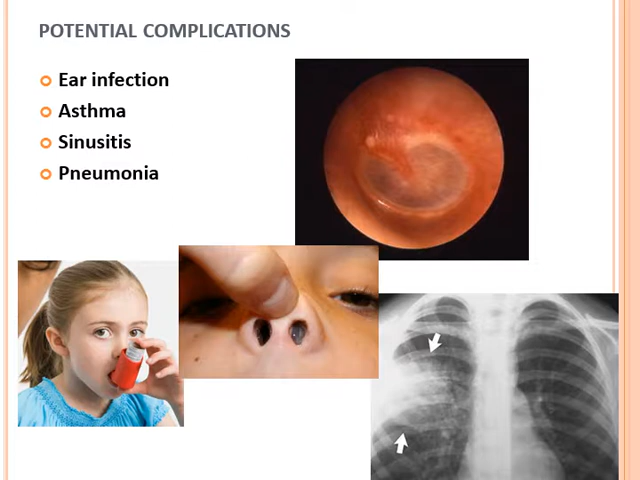 POTENTIAL COMPLICATIONS
Ear infection
Asthma
Sinusitis
Pneumonia